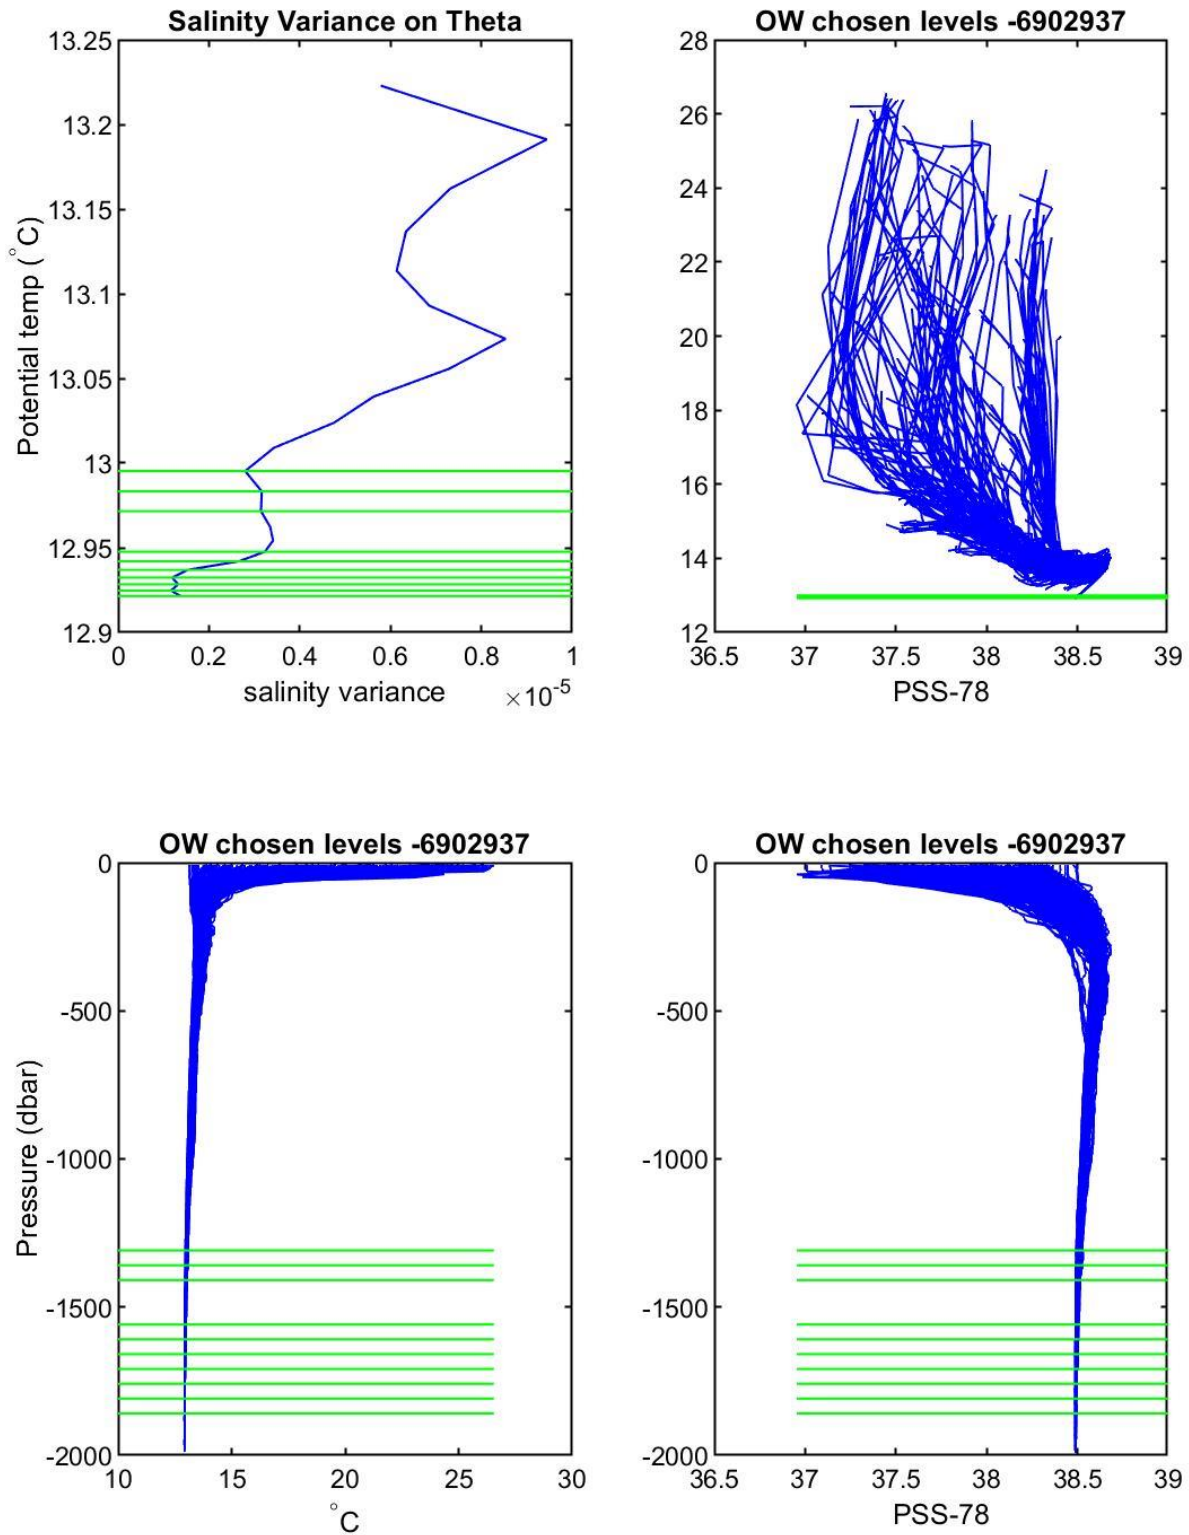 Salinity Variance on Theta
13.25
13.2
13.15
13.1
13.05
13
12.95
12.9
Potential temp (°C)
0 0.2 0.4 0.6 0.8 1
salinity variance ×10-5
OW chosen levels -6902937
28
26
24
22
20
18
16
14
12
36.5 37 37.5 38 38.5 39
PSS-78
OW chosen levels -6902937
0
-500
-1000
-1500
-2000
Pressure (dbar)
10 15 20 25 30
°C
OW chosen levels -6902937
0
-500
-1000
-1500
-2000
36.5 37 37.5 38 38.5 39
PSS-78